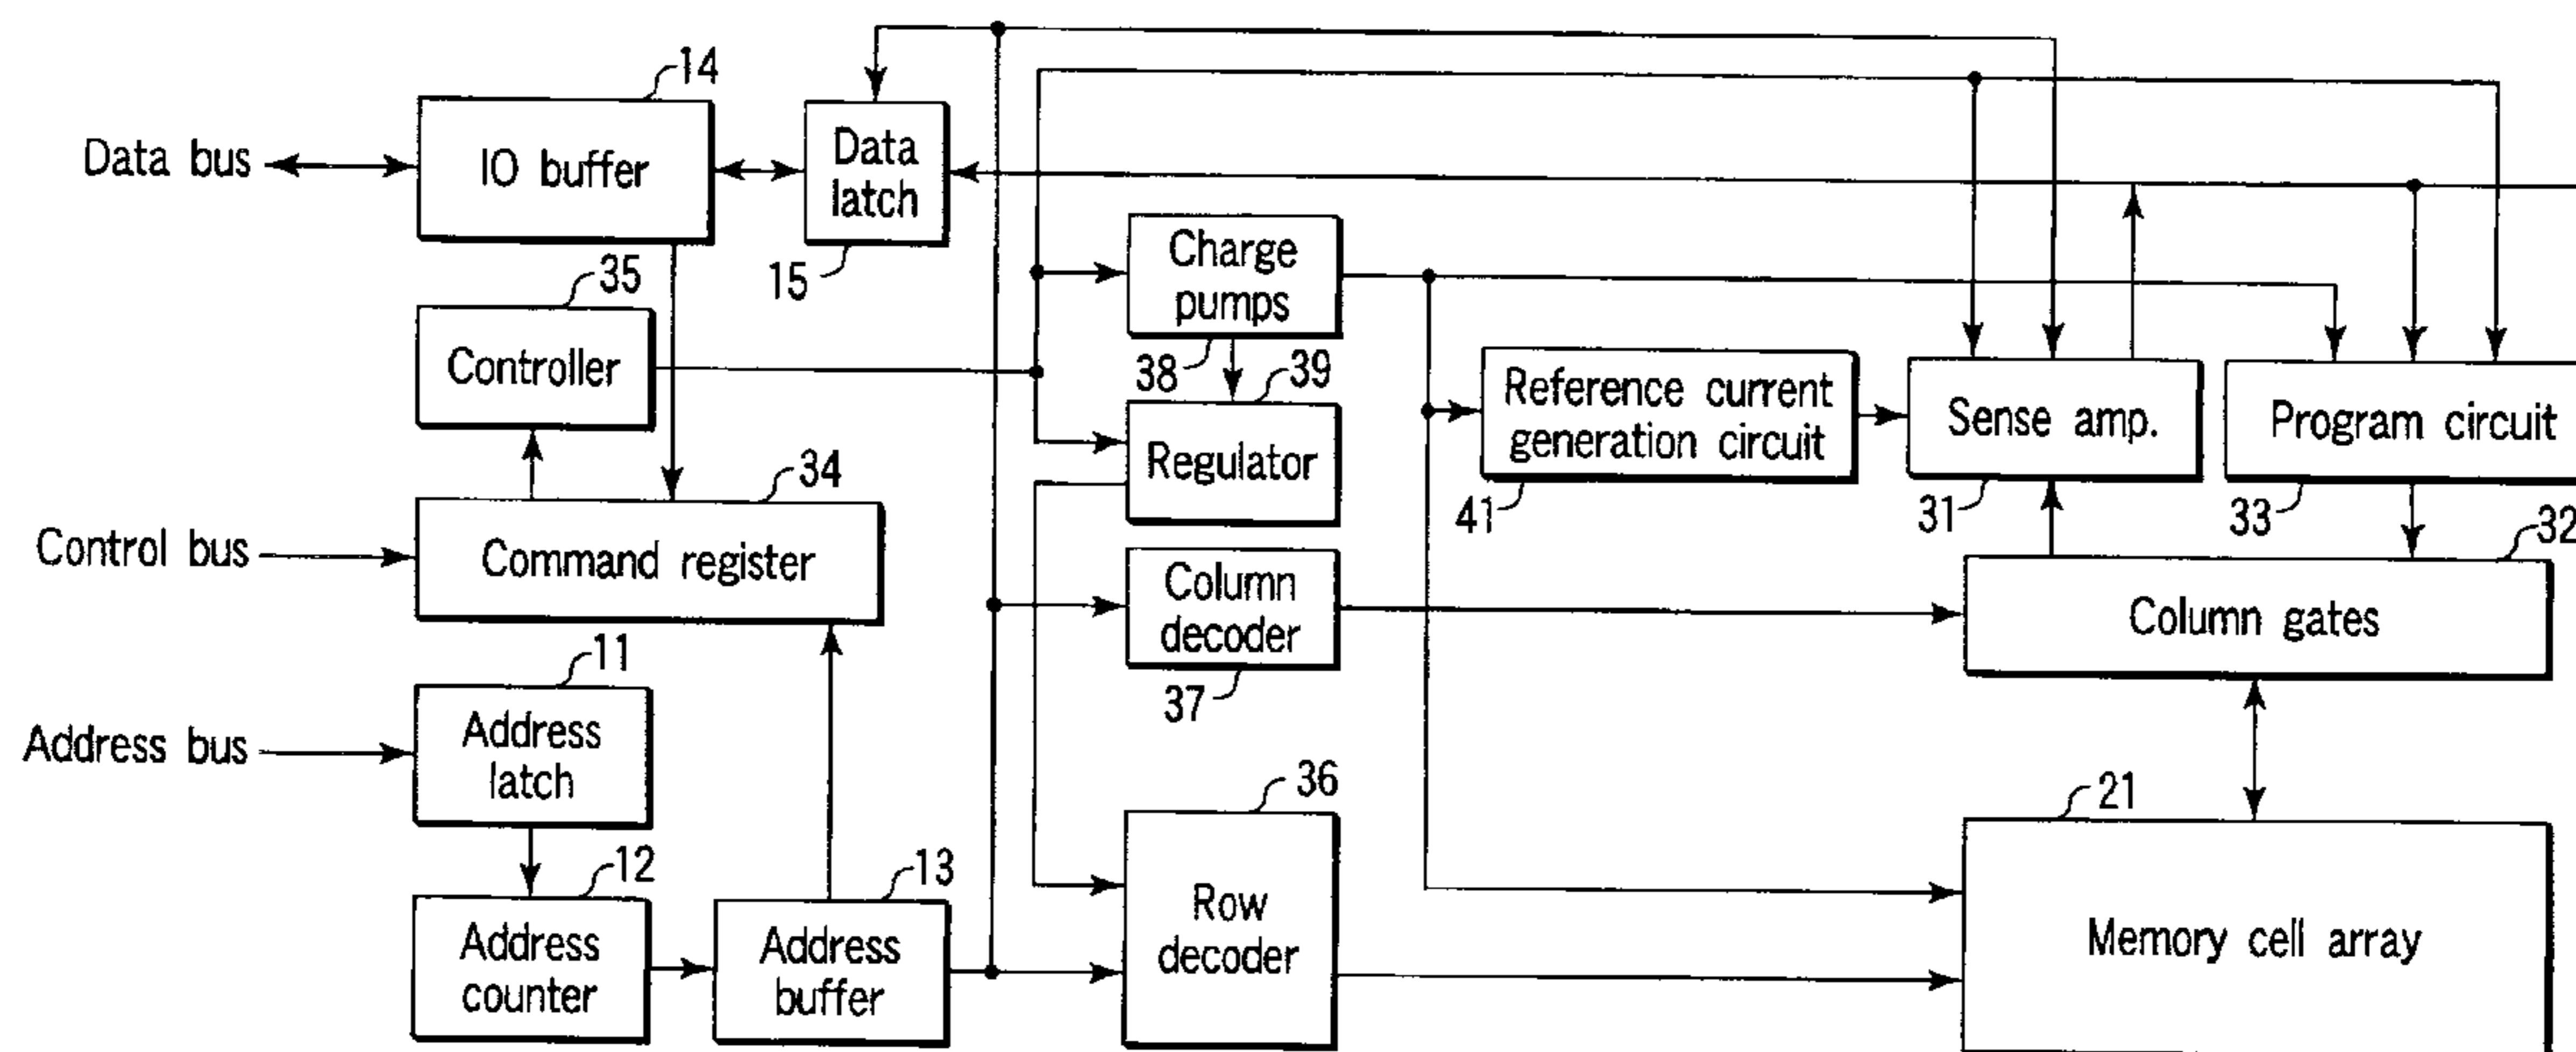 14
Data bus
IO buffer
Data
latch
15
35
Controller
Charge
pumps
38
39
Regulator
Reference current
generation circuit
41
Sense amp.
31
Program circuit
33
34
Control bus
Command register
Column
decoder
37
32
Column gates
11
Address bus
Address
latch
12
Address
counter
13
Address
buffer
36
Row
decoder
21
Memory cell array